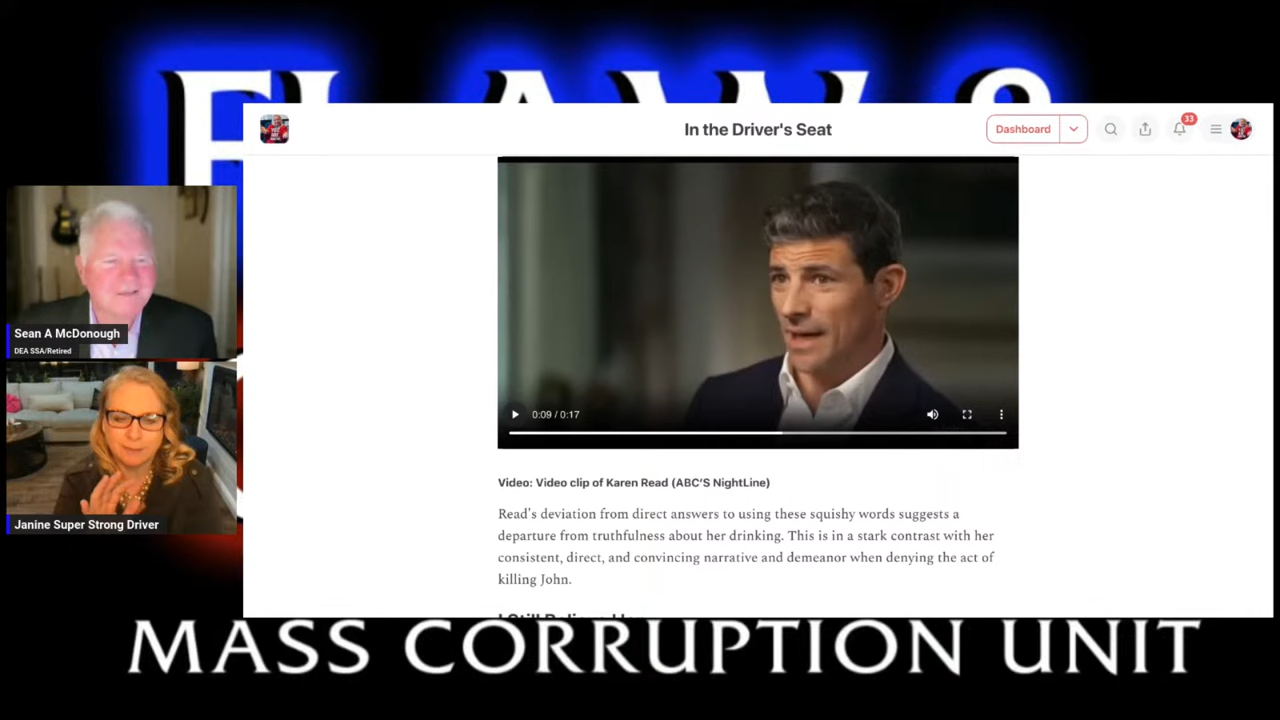 In the Driver's Seat
Dashboard
33
Sean A McDonough
DEA SSA/Retired
0:09 / 0:17
Video: Video clip of Karen Read (ABC'S NightLine)
Read's deviation from direct answers to using these squishy words suggests a
departure from truthfulness about her drinking. This is in a stark contrast with her
consistent, direct, and convincing narrative and demeanor when denying the act of
killing John.
Janine Super Strong Driver
MASS CORRUPTION UNIT